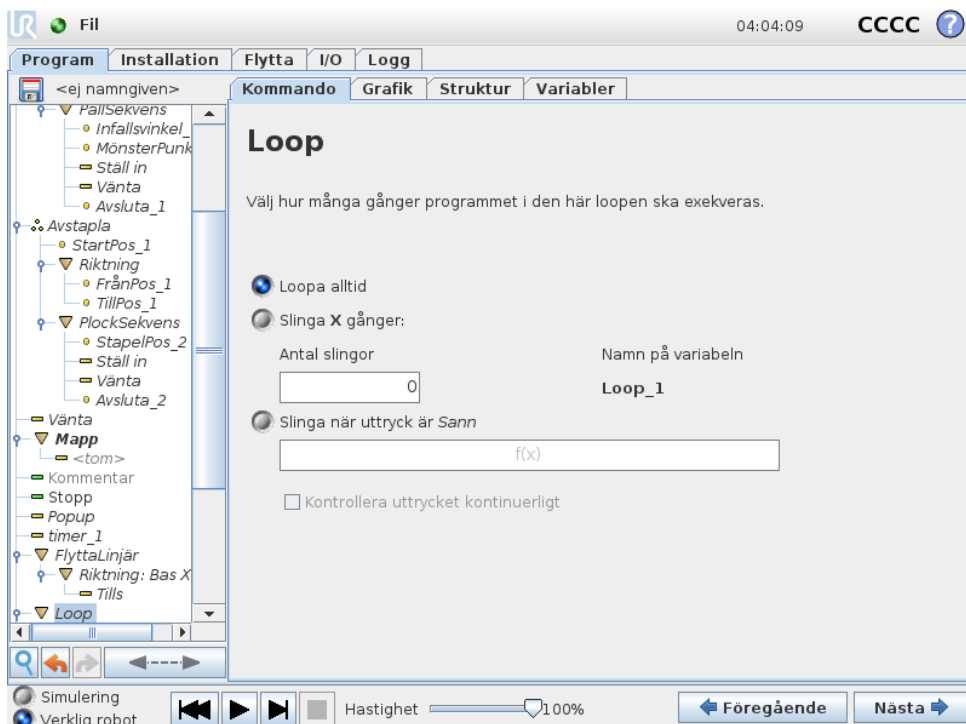 UR Fil 04:04:09 CCCC ?
Program Installation Flytta I/O Logg
<ej namngiven> Kommando Grafik Struktur Variabler
PallSekvens
Infallsvinkel_
MönsterPunk
Ställ in
Vänta
Avsluta_1
Avstapla
StartPos_1
Riktning
FrånPos_1
TillPos_1
PlockSekvens
StapelPos_2
Ställ in
Vänta
Avsluta_2
Vänta
Mapp
<tom>
Kommentar
Stopp
Popup
timer_1
FlyttaLinjär
Riktning: Bas X
Tills
Loop
Loop
Välj hur många gånger programmet i den här loopen ska exekveras.
Loopa alltid
Slinga X gånger:
Antal slingor Namn på variabeln
0 Loop_1
Slinga när uttryck är Sann
f(x)
Kontrollera uttrycket kontinuerligt
Simulering
Verklig robot
Hastighet 100%
Föregående Nästa